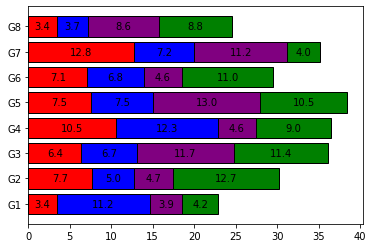 G8 3.4 3.7 8.6 8.8
G7 12.8 7.2 11.2 4.0
G6 7.1 6.8 4.6 11.0
G5 7.5 7.5 13.0 10.5
G4 10.5 12.3 4.6 9.0
G3 6.4 6.7 11.7 11.4
G2 7.7 5.0 4.7 12.7
G1 3.4 11.2 3.9 4.2
0 5 10 15 20 25 30 35 40